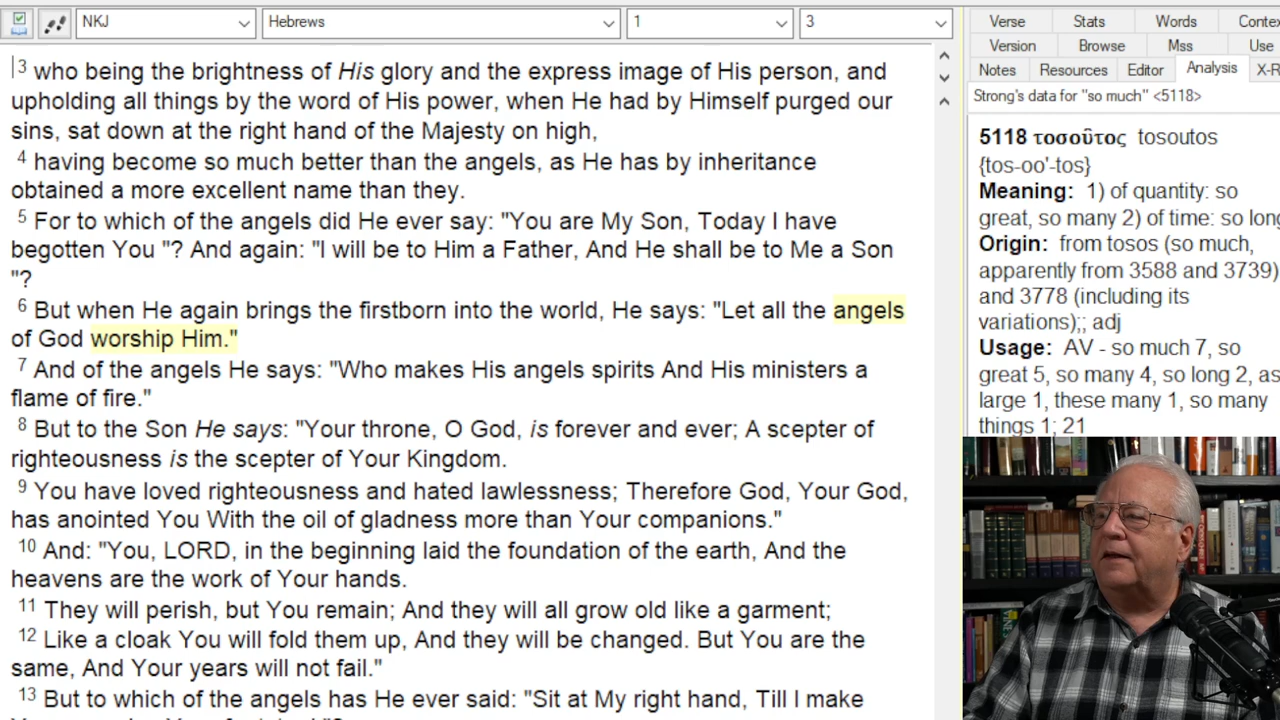 NKJ Hebrews 1 3
3 who being the brightness of His glory and the express image of His person, and
upholding all things by the word of His power, when He had by Himself purged our
sins, sat down at the right hand of the Majesty on high,
4 having become so much better than the angels, as He has by inheritance
obtained a more excellent name than they.
5 For to which of the angels did He ever say: "You are My Son, Today I have
begotten You "? And again: "I will be to Him a Father, And He shall be to Me a Son
"?
6 But when He again brings the firstborn into the world, He says: "Let all the angels
of God worship Him."
7 And of the angels He says: "Who makes His angels spirits And His ministers a
flame of fire."
8 But to the Son He says: "Your throne, O God, is forever and ever; A scepter of
righteousness is the scepter of Your Kingdom.
9 You have loved righteousness and hated lawlessness; Therefore God, Your God,
has anointed You With the oil of gladness more than Your companions."
10 And: "You, LORD, in the beginning laid the foundation of the earth, And the
heavens are the work of Your hands.
11 They will perish, but You remain; And they will all grow old like a garment;
12 Like a cloak You will fold them up, And they will be changed. But You are the
same, And Your years will not fail."
13 But to which of the angels has He ever said: "Sit at My right hand, Till I make
Verse Stats Words Contex
Version Browse Mss Use
Notes Resources Editor Analysis X-R
Strong's data for "so much" <5118>
5118 τοσοῦτος tosoutos
{tos-oo'-tos}
Meaning: 1) of quantity: so
great, so many 2) of time: so long
Origin: from tosos (so much,
apparently from 3588 and 3739)
and 3778 (including its
variations);; adj
Usage: AV - so much 7, so
great 5, so many 4, so long 2, as
large 1, these many 1, so many
things 1; 21